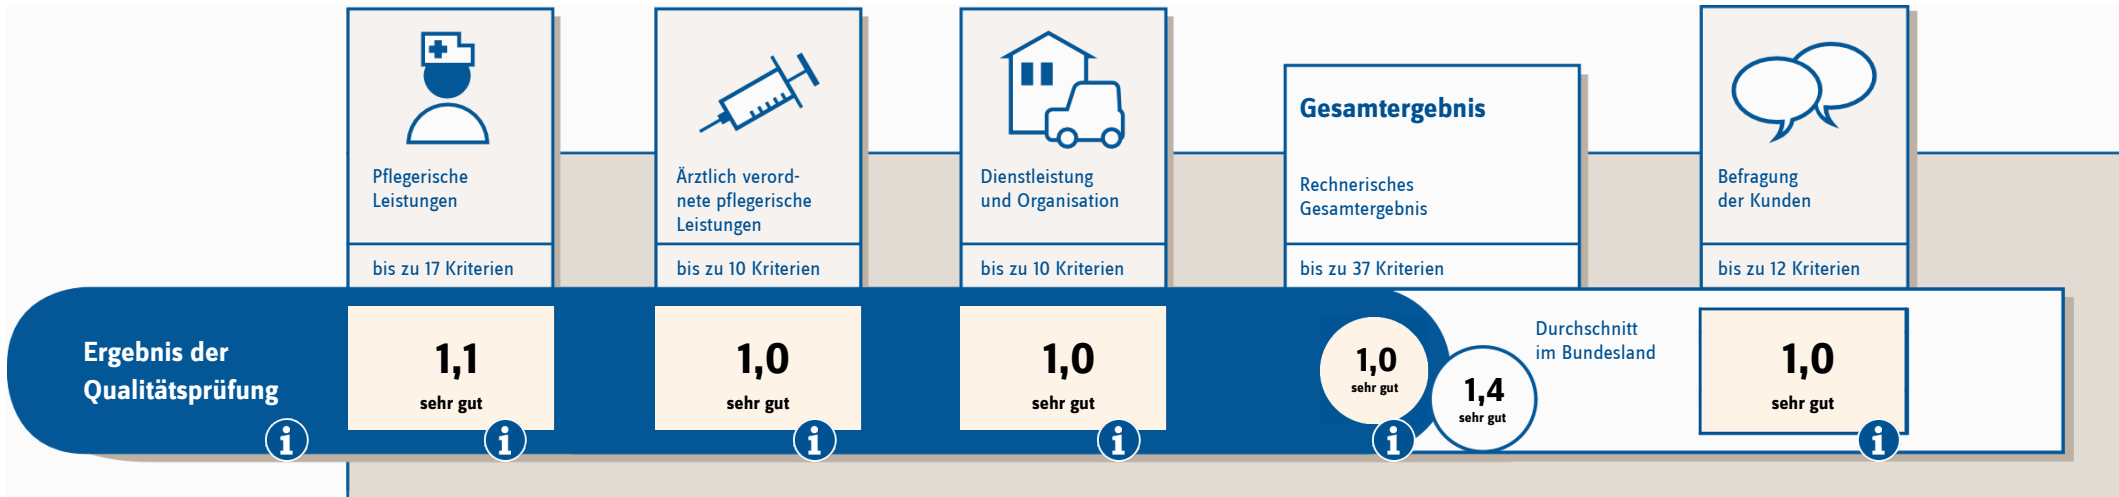 Pflegerische
Leistungen
bis zu 17 Kriterien
Ärztlich verord-
nete pflegerische
Leistungen
bis zu 10 Kriterien
Dienstleistung
und Organisation
bis zu 10 Kriterien
Gesamtergebnis
Rechnerisches
Gesamtergebnis
bis zu 37 Kriterien
Befragung
der Kunden
bis zu 12 Kriterien
Ergebnis der
Qualitätsprüfung
i
1,1
sehr gut
i
1,0
sehr gut
i
1,0
sehr gut
i
1,0
sehr gut
i
1,4
sehr gut
Durchschnitt
im Bundesland
1,0
sehr gut
i